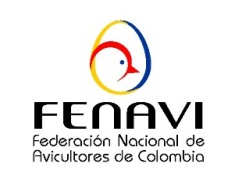 FENAVI
Federación Nacional de
Avicultores de Colombia